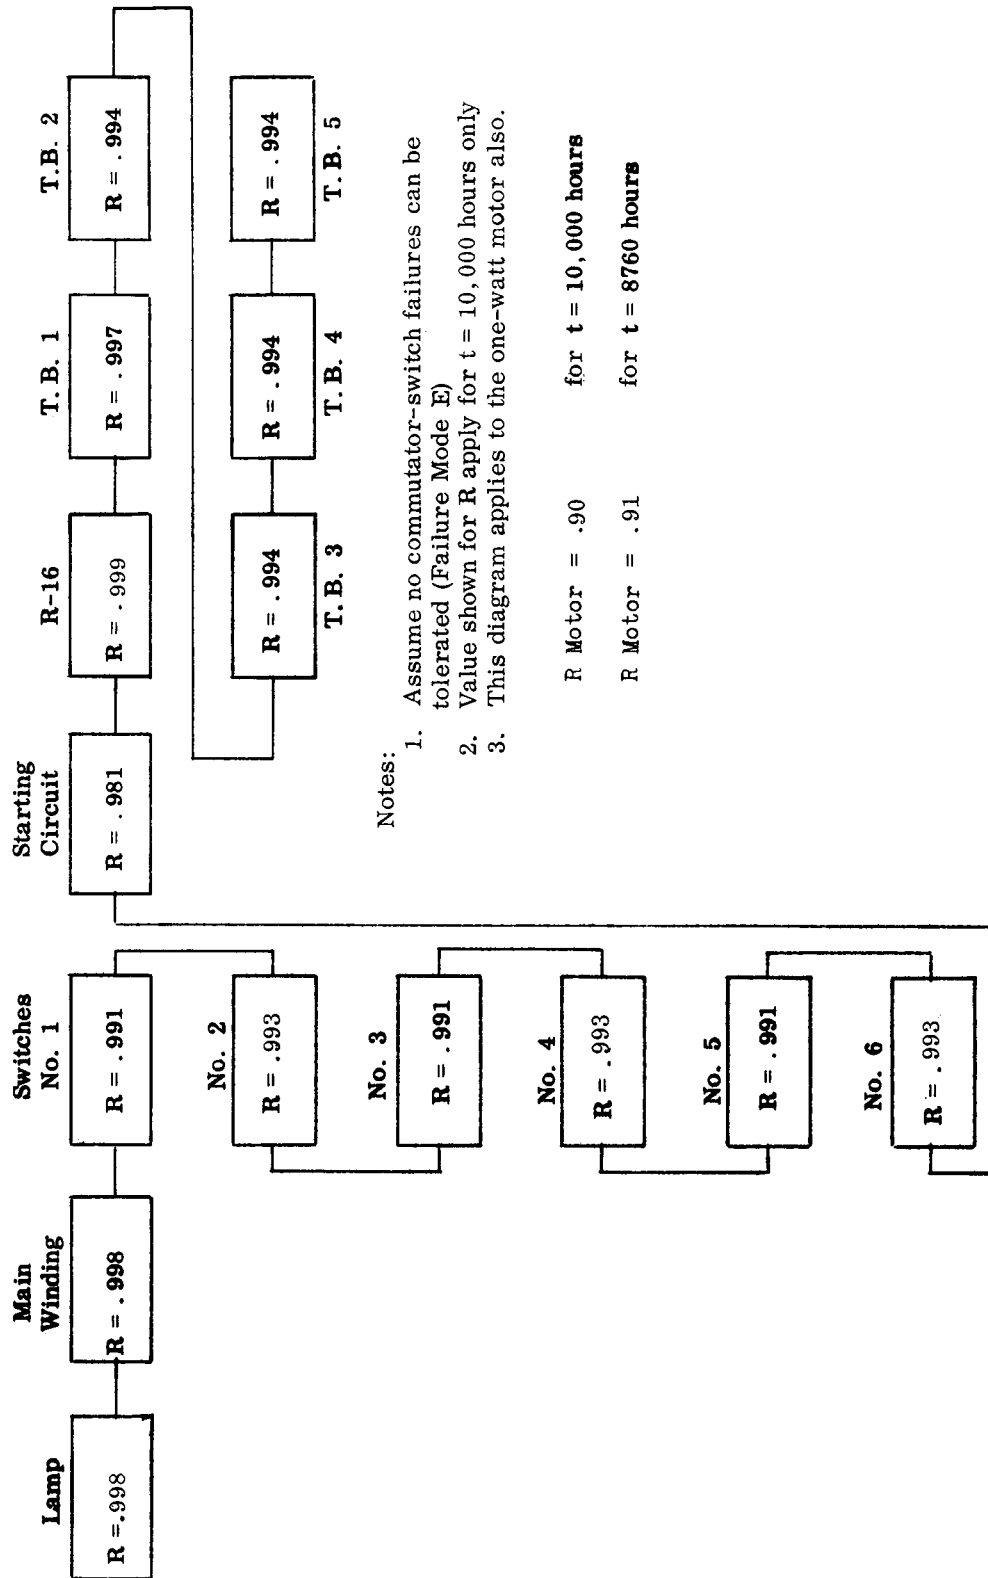 Lamp
R = .998
Main
Winding
R = .998
Switches
No. 1
R = .991
No. 2
R = .993
No. 3
R = .991
No. 4
R = .993
No. 5
R = .991
No. 6
R = .993
Starting
Circuit
R = .981
R-16
R = .999
T.B. 1
R = .997
T.B. 2
R = .994
R = .994
T.B. 3
R = .994
T.B. 4
R = .994
T.B. 5
Notes:
1. Assume no commutator-switch failures can be
tolerated (Failure Mode E)
2. Value shown for R apply for t = 10,000 hours only
3. This diagram applies to the one-watt motor also.
R Motor = .90 for t = 10,000 hours
R Motor = .91 for t = 8760 hours